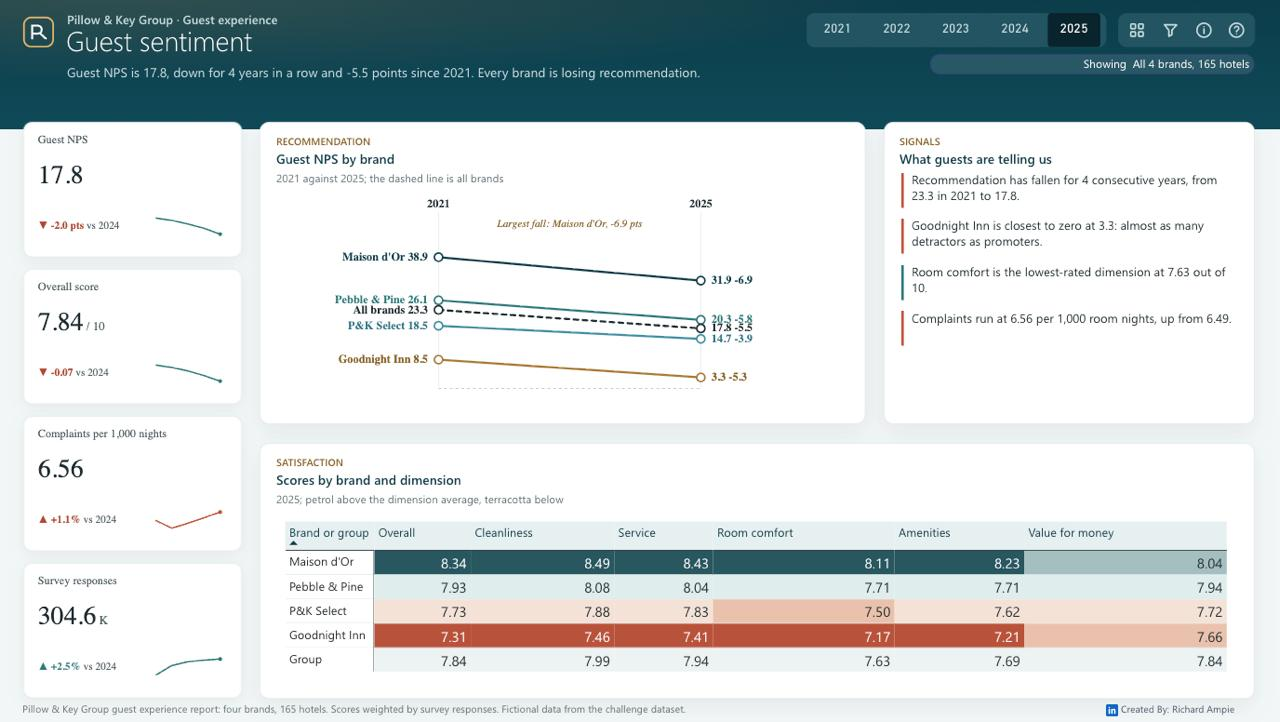 Pillow & Key Group · Guest experience
Guest sentiment
Guest NPS is 17.8, down for 4 years in a row and -5.5 points since 2021. Every brand is losing recommendation.
2021 2022 2023 2024 2025
Showing All 4 brands, 165 hotels
Guest NPS
17.8
▼ -2.0 pts vs 2024
Overall score
7.84 / 10
▼ -0.07 vs 2024
Complaints per 1,000 nights
6.56
▲ +1.1% vs 2024
Survey responses
304.6 K
▲ +2.5% vs 2024
RECOMMENDATION
Guest NPS by brand
2021 against 2025; the dashed line is all brands
2021 2025
Largest fall: Maison d'Or, -6.9 pts
Maison d'Or 38.9
31.9 -6.9
Pebble & Pine 26.1
All brands 23.3
P&K Select 18.5
20.3 -5.8
17.8 -5.5
14.7 -3.9
Goodnight Inn 8.5
3.3 -5.3
SIGNALS
What guests are telling us
Recommendation has fallen for 4 consecutive years, from
23.3 in 2021 to 17.8.
Goodnight Inn is closest to zero at 3.3: almost as many
detractors as promoters.
Room comfort is the lowest-rated dimension at 7.63 out of
10.
Complaints run at 6.56 per 1,000 room nights, up from 6.49.
SATISFACTION
Scores by brand and dimension
2025; petrol above the dimension average, terracotta below
Brand or group Overall Cleanliness Service Room comfort Amenities Value for money
Maison d'Or 8.34 8.49 8.43 8.11 8.23 8.04
Pebble & Pine 7.93 8.08 8.04 7.71 7.71 7.94
P&K Select 7.73 7.88 7.83 7.50 7.62 7.72
Goodnight Inn 7.31 7.46 7.41 7.17 7.21 7.66
Group 7.84 7.99 7.94 7.63 7.69 7.84
Pillow & Key Group guest experience report: four brands, 165 hotels. Scores weighted by survey responses. Fictional data from the challenge dataset.
in Created By: Richard Ampie